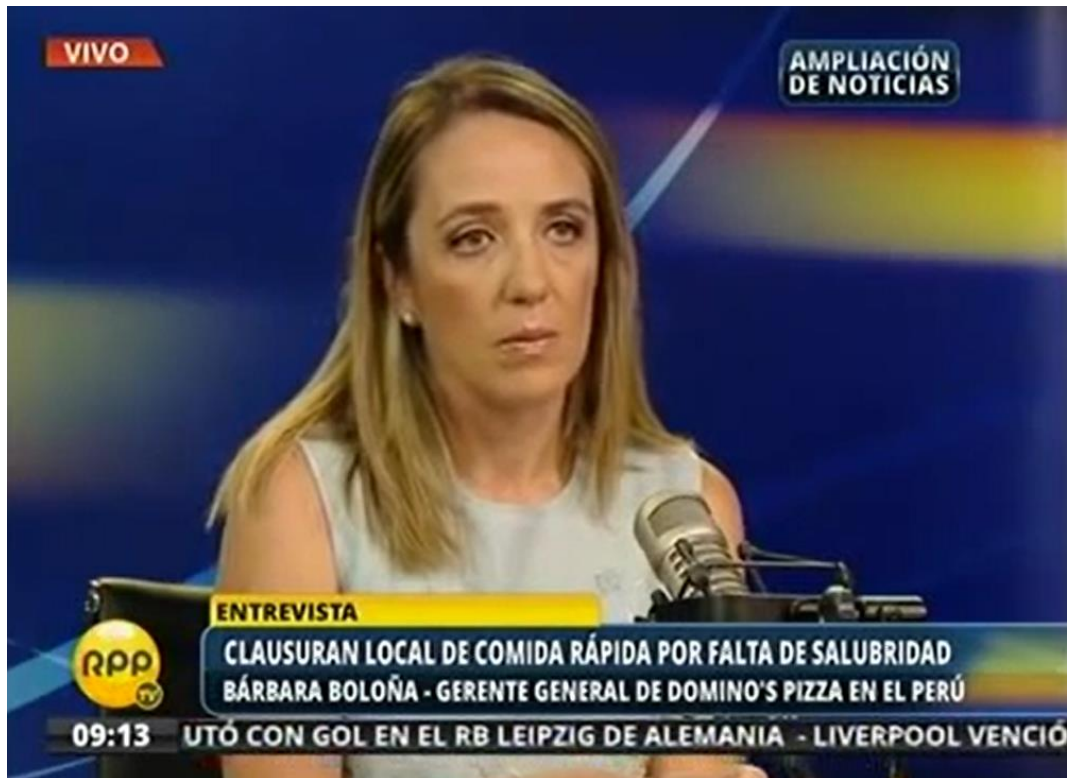 VIVO
AMPLIACIÓN
DE NOTICIAS
ENTREVISTA
CLAUSURAN LOCAL DE COMIDA RÁPIDA POR FALTA DE SALUBRIDAD
BÁRBARA BOLOÑA - GERENTE GENERAL DE DOMINO'S PIZZA EN EL PERÚ
RPP
TV
09:13 UTÓ CON GOL EN EL RB LEIPZIG DE ALEMANIA - LIVERPOOL VENCIÓ